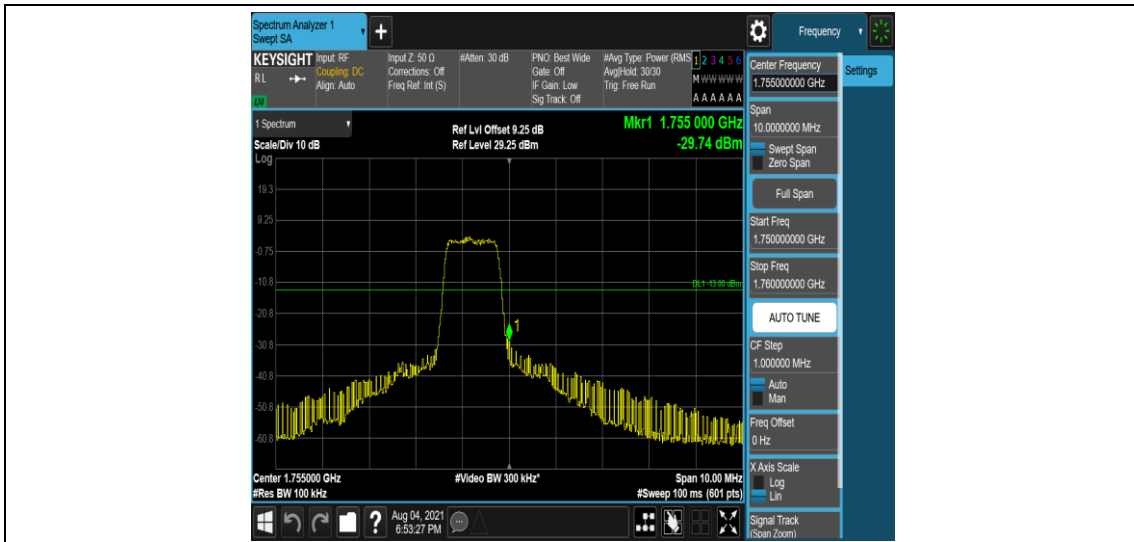 Spectrum Analyzer 1
Swept SA
+
Frequency
KEYSIGHT
RL
LM
Input: RF
Coupling: DC
Align: Auto
Input Z: 50 Ω
Corrections: Off
Freq Ref: Int (S)
#Atten: 30 dB
PNO: Best Wide
Gate: Off
IF Gain: Low
Sig Track: Off
#Avg Type: Power (RMS
Avg|Hold: 30/30
Trig: Free Run
1 2 3 4 5 6
M W W W W W
A A A A A A
1 Spectrum
Scale/Div 10 dB
Ref Lvl Offset 9.25 dB
Ref Level 29.25 dBm
Mkr1 1.755 000 GHz
-29.74 dBm
Log
19.3
9.25
-0.75
-10.8
DL1 -13.00 dBm
-20.8
1
-30.8
-40.8
-50.8
-60.8
Center 1.755000 GHz
#Res BW 100 kHz
#Video BW 300 kHz*
Span 10.00 MHz
#Sweep 100 ms (601 pts)
?
Aug 04, 2021
6:53:27 PM
Center Frequency
1.755000000 GHz
Settings
Span
10.0000000 MHz
Swept Span
Zero Span
Full Span
Start Freq
1.750000000 GHz
Stop Freq
1.760000000 GHz
AUTO TUNE
CF Step
1.000000 MHz
Auto
Man
Freq Offset
0 Hz
X Axis Scale
Log
Lin
Signal Track
(Span Zoom)